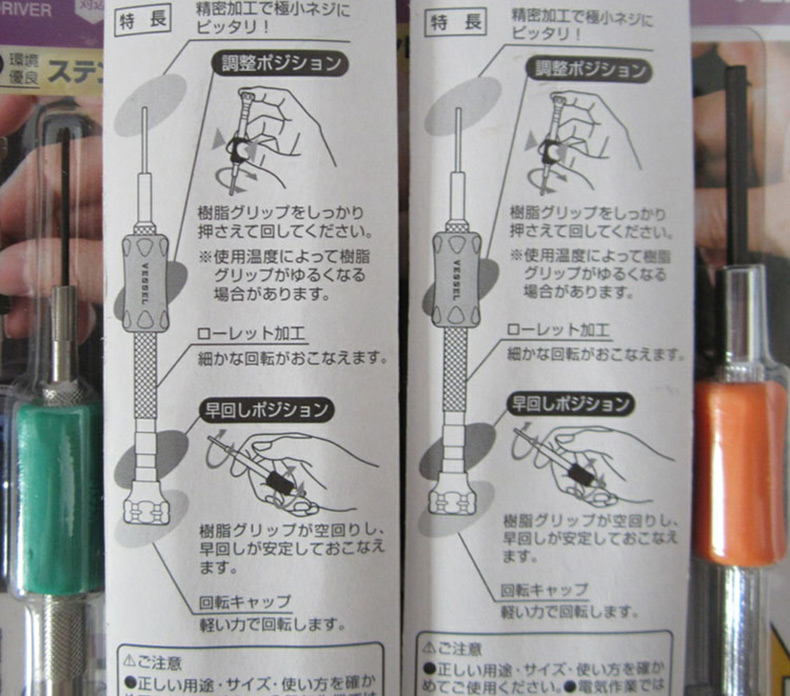 DRIVER
環境
優良
ステン
特長
精密加工で極小ネジに
ピッタリ！
調整ポジション
樹脂グリップをしっかり
押さえて回してください。
※使用温度によって樹脂
グリップがゆるくなる
場合があります。
VESSEL
ローレット加工
細かな回転がおこなえます。
早回しポジション
樹脂グリップが空回りし、
早回しが安定しておこなえ
ます。
回転キャップ
軽い力で回転します。
⚠ご注意
●正しい用途・サイズ・使い方を確か
特長
精密加工で極小ネジに
ピッタリ！
調整ポジション
樹脂グリップをしっかり
押さえて回してください。
※使用温度によって樹脂
グリップがゆるくなる
場合があります。
VESSEL
ローレット加工
細かな回転がおこなえます。
早回しポジション
樹脂グリップが空回りし、
早回しが安定しておこなえ
ます。
回転キャップ
軽い力で回転します。
⚠ご注意
●正しい用途・サイズ・使い方を確か
めてご使用ください。●電気作業では